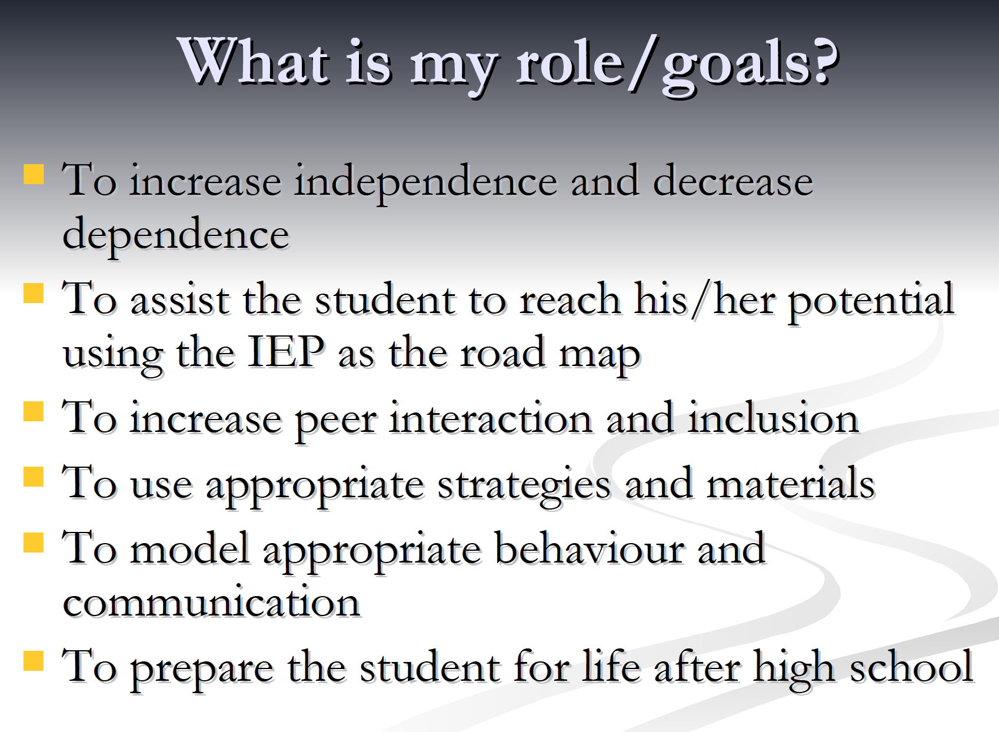 What is my role/goals?
To increase independence and decrease
dependence
To assist the student to reach his/her potential
using the IEP as the road map
To increase peer interaction and inclusion
To use appropriate strategies and materials
To model appropriate behaviour and
communication
To prepare the student for life after high school